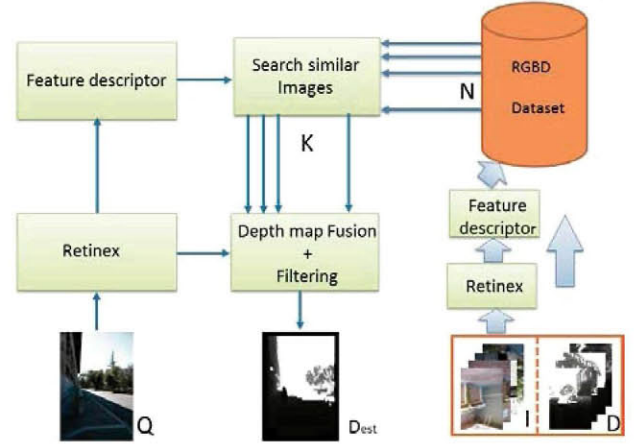 Feature descriptor
Search similar
Images
N
RGBD
Dataset
K
Retinex
Depth map Fusion
+
Filtering
Feature
descriptor
Retinex
Q
Dest
I
D